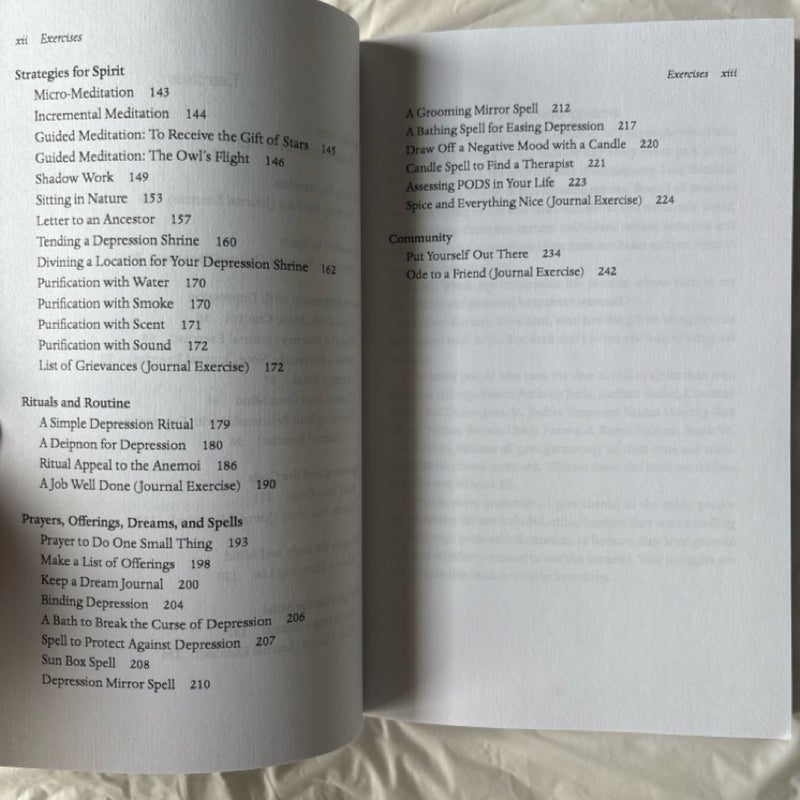 xii Exercises
Strategies for Spirit
Micro-Meditation 143
Incremental Meditation 144
Guided Meditation: To Receive the Gift of Stars 145
Guided Meditation: The Owl's Flight 146
Shadow Work 149
Sitting in Nature 153
Letter to an Ancestor 157
Tending a Depression Shrine 160
Divining a Location for Your Depression Shrine 162
Purification with Water 170
Purification with Smoke 170
Purification with Scent 171
Purification with Sound 172
List of Grievances (Journal Exercise) 172
Rituals and Routine
A Simple Depression Ritual 179
A Deipnon for Depression 180
Ritual Appeal to the Anemoi 186
A Job Well Done (Journal Exercise) 190
Prayers, Offerings, Dreams, and Spells
Prayer to Do One Small Thing 193
Make a List of Offerings 198
Keep a Dream Journal 200
Binding Depression 204
A Bath to Break the Curse of Depression 206
Spell to Protect Against Depression 207
Sun Box Spell 208
Depression Mirror Spell 210
Exercises xiii
A Grooming Mirror Spell 212
A Bathing Spell for Easing Depression 217
Draw Off a Negative Mood with a Candle 220
Candle Spell to Find a Therapist 221
Assessing PODS in Your Life 223
Spice and Everything Nice (Journal Exercise) 224
Community
Put Yourself Out There 234
Ode to a Friend (Journal Exercise) 242